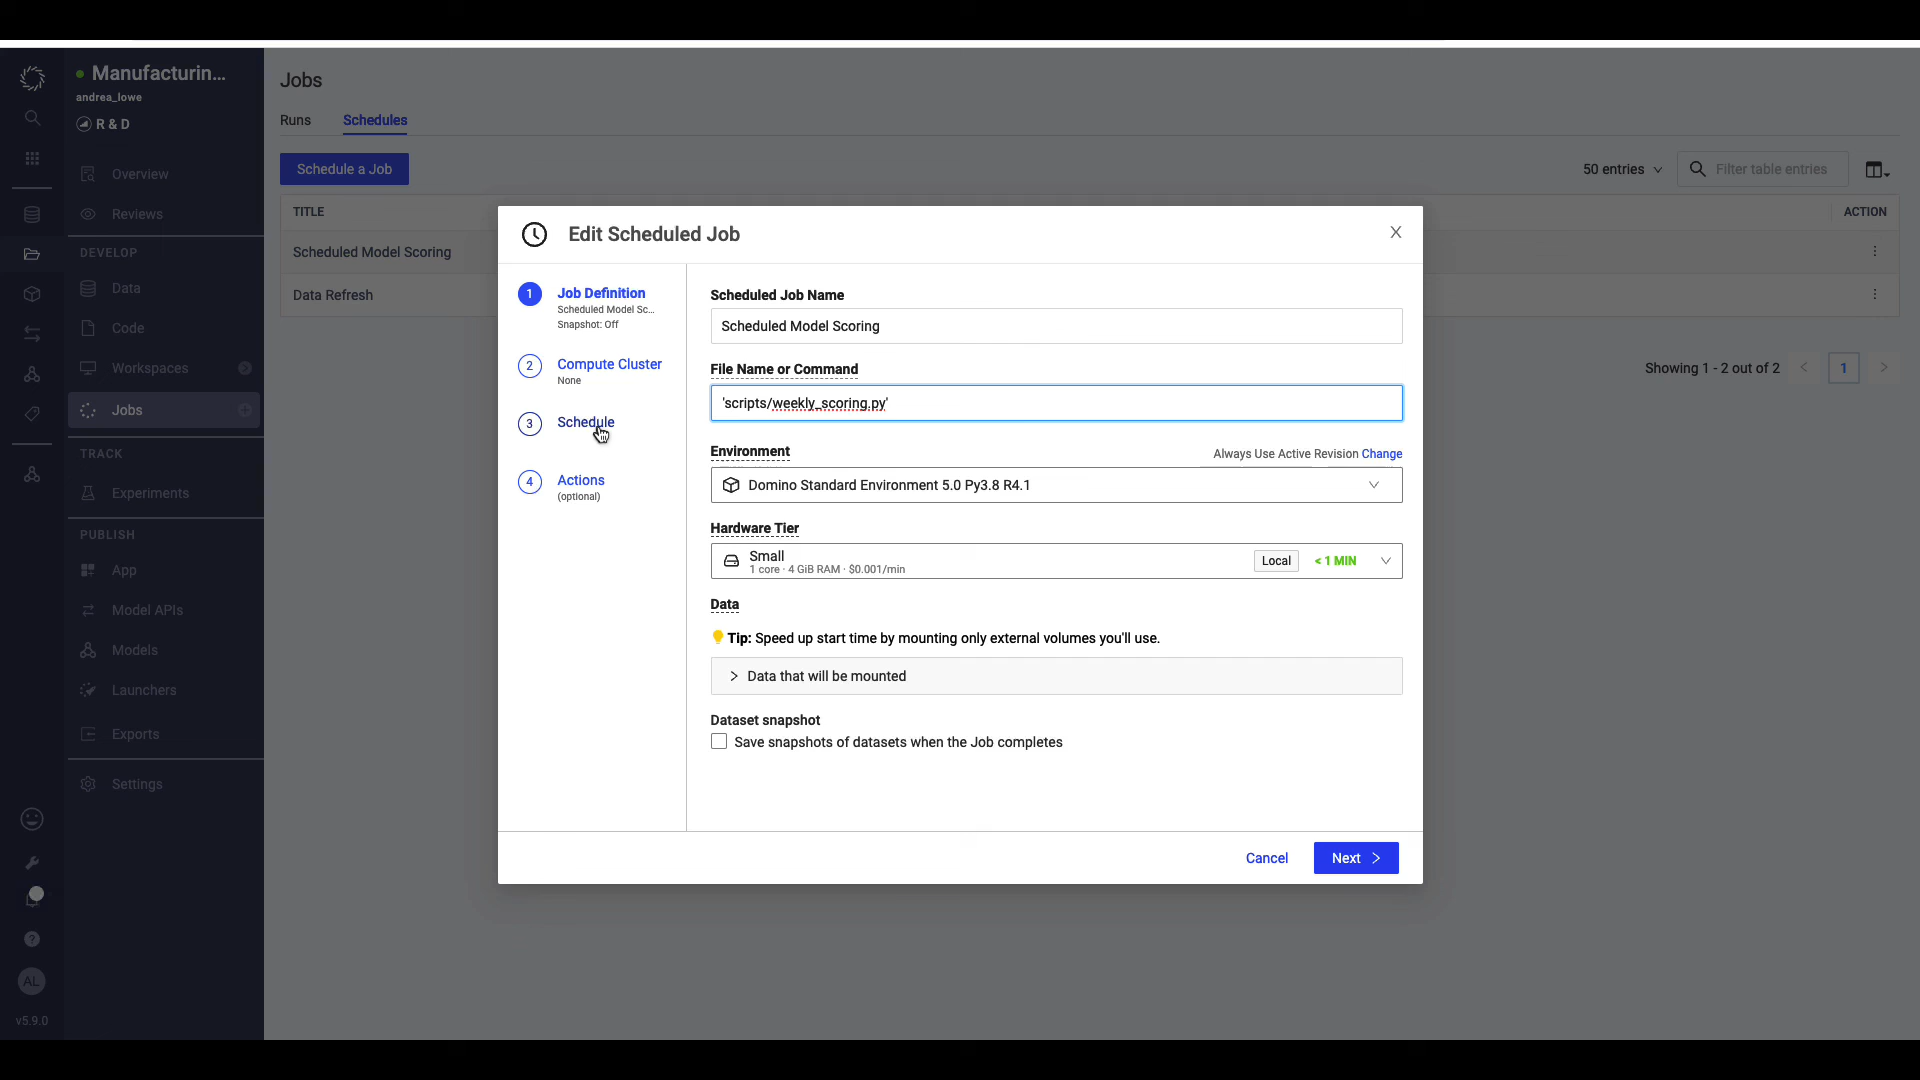 Manufacturin...
andrea_lowe
R & D
Overview
Reviews
DEVELOP
Data
Code
Workspaces
Jobs
TRACK
Experiments
PUBLISH
App
Model APIs
Models
Launchers
Exports
Settings
AL
v5.9.0
Jobs
Runs
Schedules
Schedule a Job
50 entries
Filter table entries
TITLE
ACTION
Scheduled Model Scoring
Data Refresh
Showing 1 - 2 out of 2
1
Edit Scheduled Job
X
1 Job Definition
Scheduled Model Sc...
Snapshot: Off
2 Compute Cluster
None
3 Schedule
4 Actions
(optional)
Scheduled Job Name
Scheduled Model Scoring
File Name or Command
'scripts/weekly_scoring.py'
Environment
Always Use Active Revision Change
Domino Standard Environment 5.0 Py3.8 R4.1
Hardware Tier
Small
1 core · 4 GiB RAM · $0.001/min
Local
< 1 MIN
Data
Tip: Speed up start time by mounting only external volumes you'll use.
Data that will be mounted
Dataset snapshot
Save snapshots of datasets when the Job completes
Cancel
Next